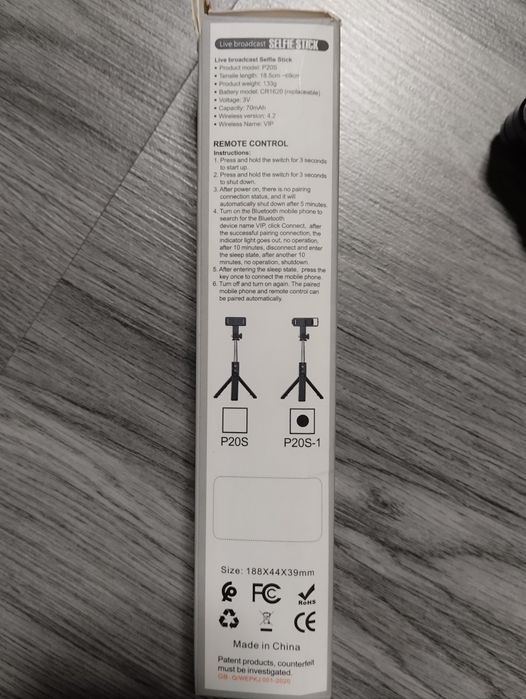 Live broadcast SELFIE STICK
Live broadcast Selfie Stick
• Product model: P20S
• Tensile length: 18.5cm ~69cm
• Product weight: 133g
• Battery model: CR1620 (replaceable)
• Voltage: 3V
• Capacity: 70mAh
• Wireless version: 4.2
• Wireless Name: VIP
REMOTE CONTROL
Instructions:
1. Press and hold the switch for 3 seconds
to start up.
2. Press and hold the switch for 3 seconds
to shut down.
3. After power on, there is no pairing
connection status, and it will
automatically shut down after 5 minutes.
4. Turn on the Bluetooth mobile phone to
search for the Bluetooth
device name VIP, click Connect, after
the successful pairing connection, the
indicator light goes out, no operation,
after 10 minutes, disconnect and enter
the sleep state, after another 10
minutes, no operation, shutdown.
5. After entering the sleep state, press the
key once to connect the mobile phone.
6. Turn off and turn on again. The paired
mobile phone and remote control can
be paired automatically.
P20S P20S-1
Size: 188X44X39mm
FC RoHS
CE
Made in China
Patent products, counterfeit
must be investigated.
GB: Q/WEPKJ 001-2020